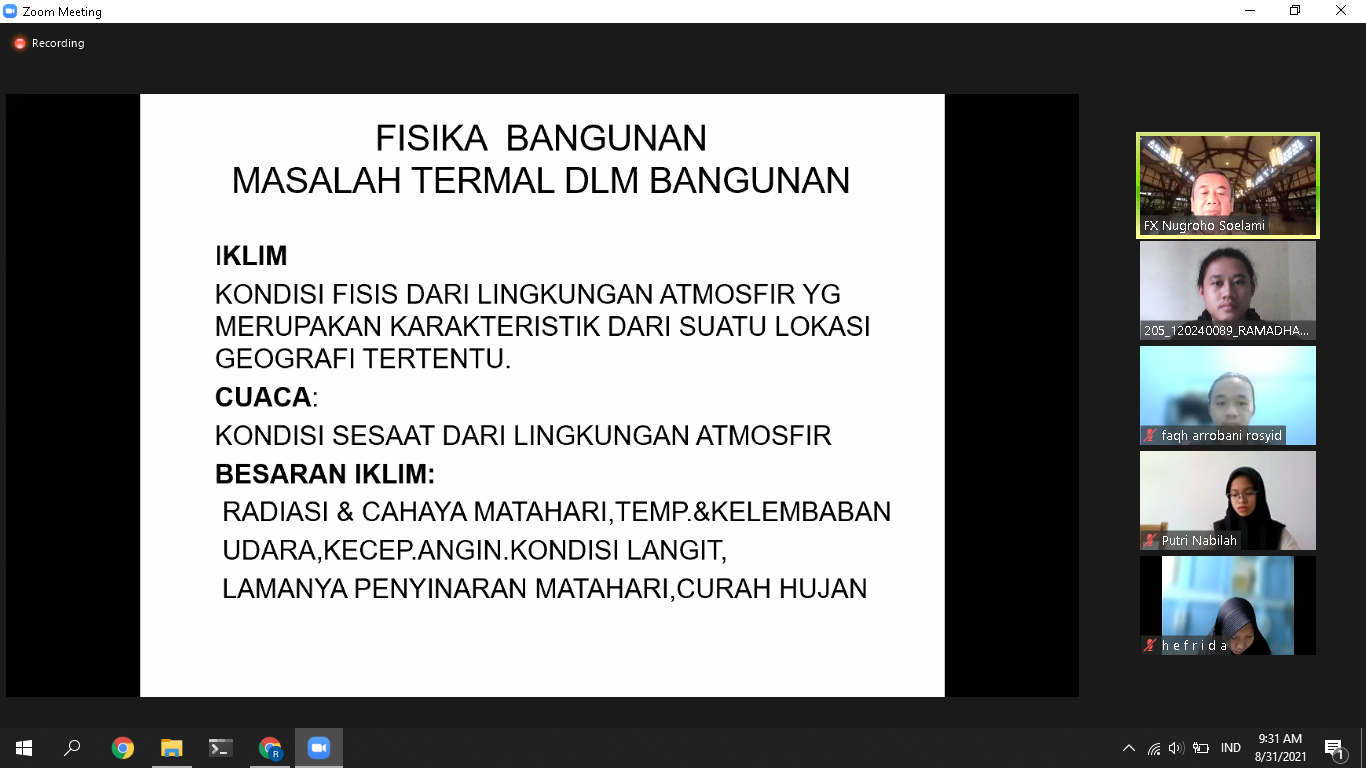 Zoom Meeting
Recording
FISIKA BANGUNAN
MASALAH TERMAL DLM BANGUNAN
IKLIM
KONDISI FISIS DARI LINGKUNGAN ATMOSFIR YG
MERUPAKAN KARAKTERISTIK DARI SUATU LOKASI
GEOGRAFI TERTENTU.
CUACA:
KONDISI SESAAT DARI LINGKUNGAN ATMOSFIR
BESARAN IKLIM:
RADIASI & CAHAYA MATAHARI,TEMP.&KELEMBABAN
UDARA,KECEP.ANGIN.KONDISI LANGIT,
LAMANYA PENYINARAN MATAHARI,CURAH HUJAN
FX Nugroho Soelami
205_120240089_RAMADHA...
faqh arrobani rosyid
Putri Nabilah
h e f r i d a
R
IND
9:31 AM
8/31/2021
1